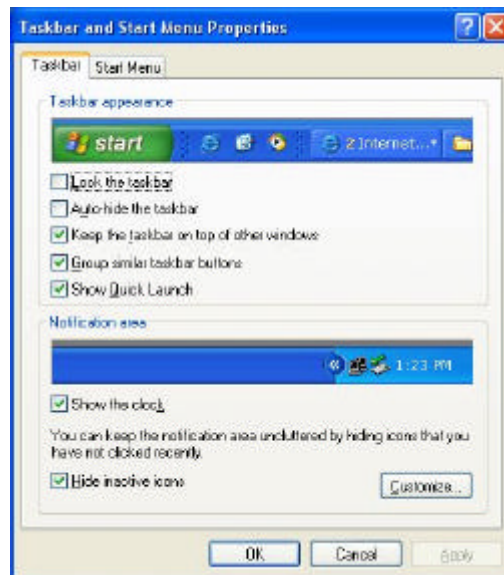 Taskbar and Start Menu Properties
Taskbar
Start Menu
Taskbar appearance
start
2 Internet...
Lock the taskbar
Auto-hide the taskbar
Keep the taskbar on top of other windows
Group similar taskbar buttons
Show Quick Launch
Notification area
1:23 PM
Show the clock
You can keep the notification area uncluttered by hiding icons that you
have not clicked recently.
Hide inactive icons
Customize...
OK
Cancel
Apply